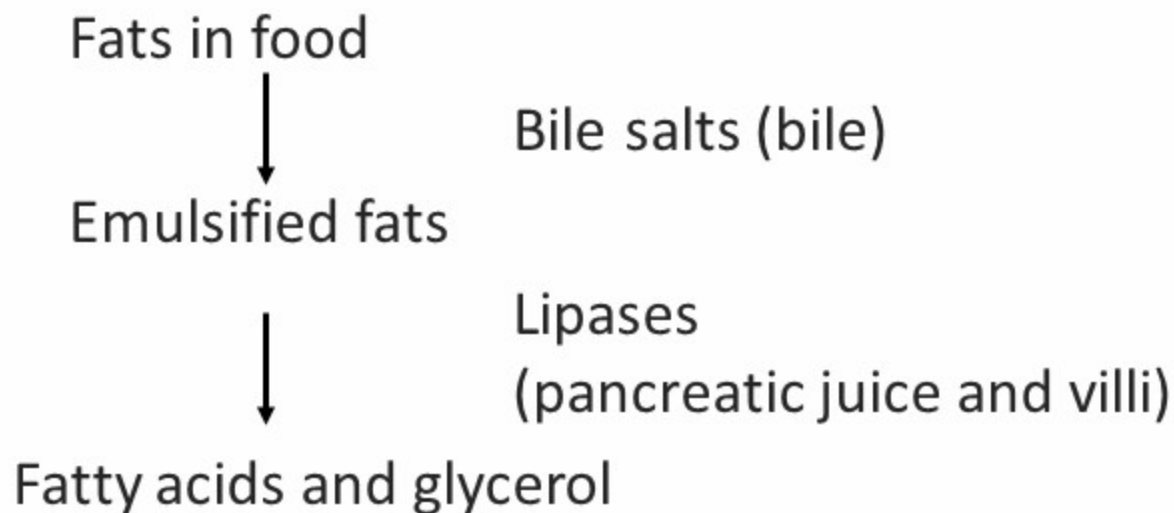 Fats in food
Bile salts (bile)
Emulsified fats
Lipases
(pancreatic juice and villi)
Fatty acids and glycerol